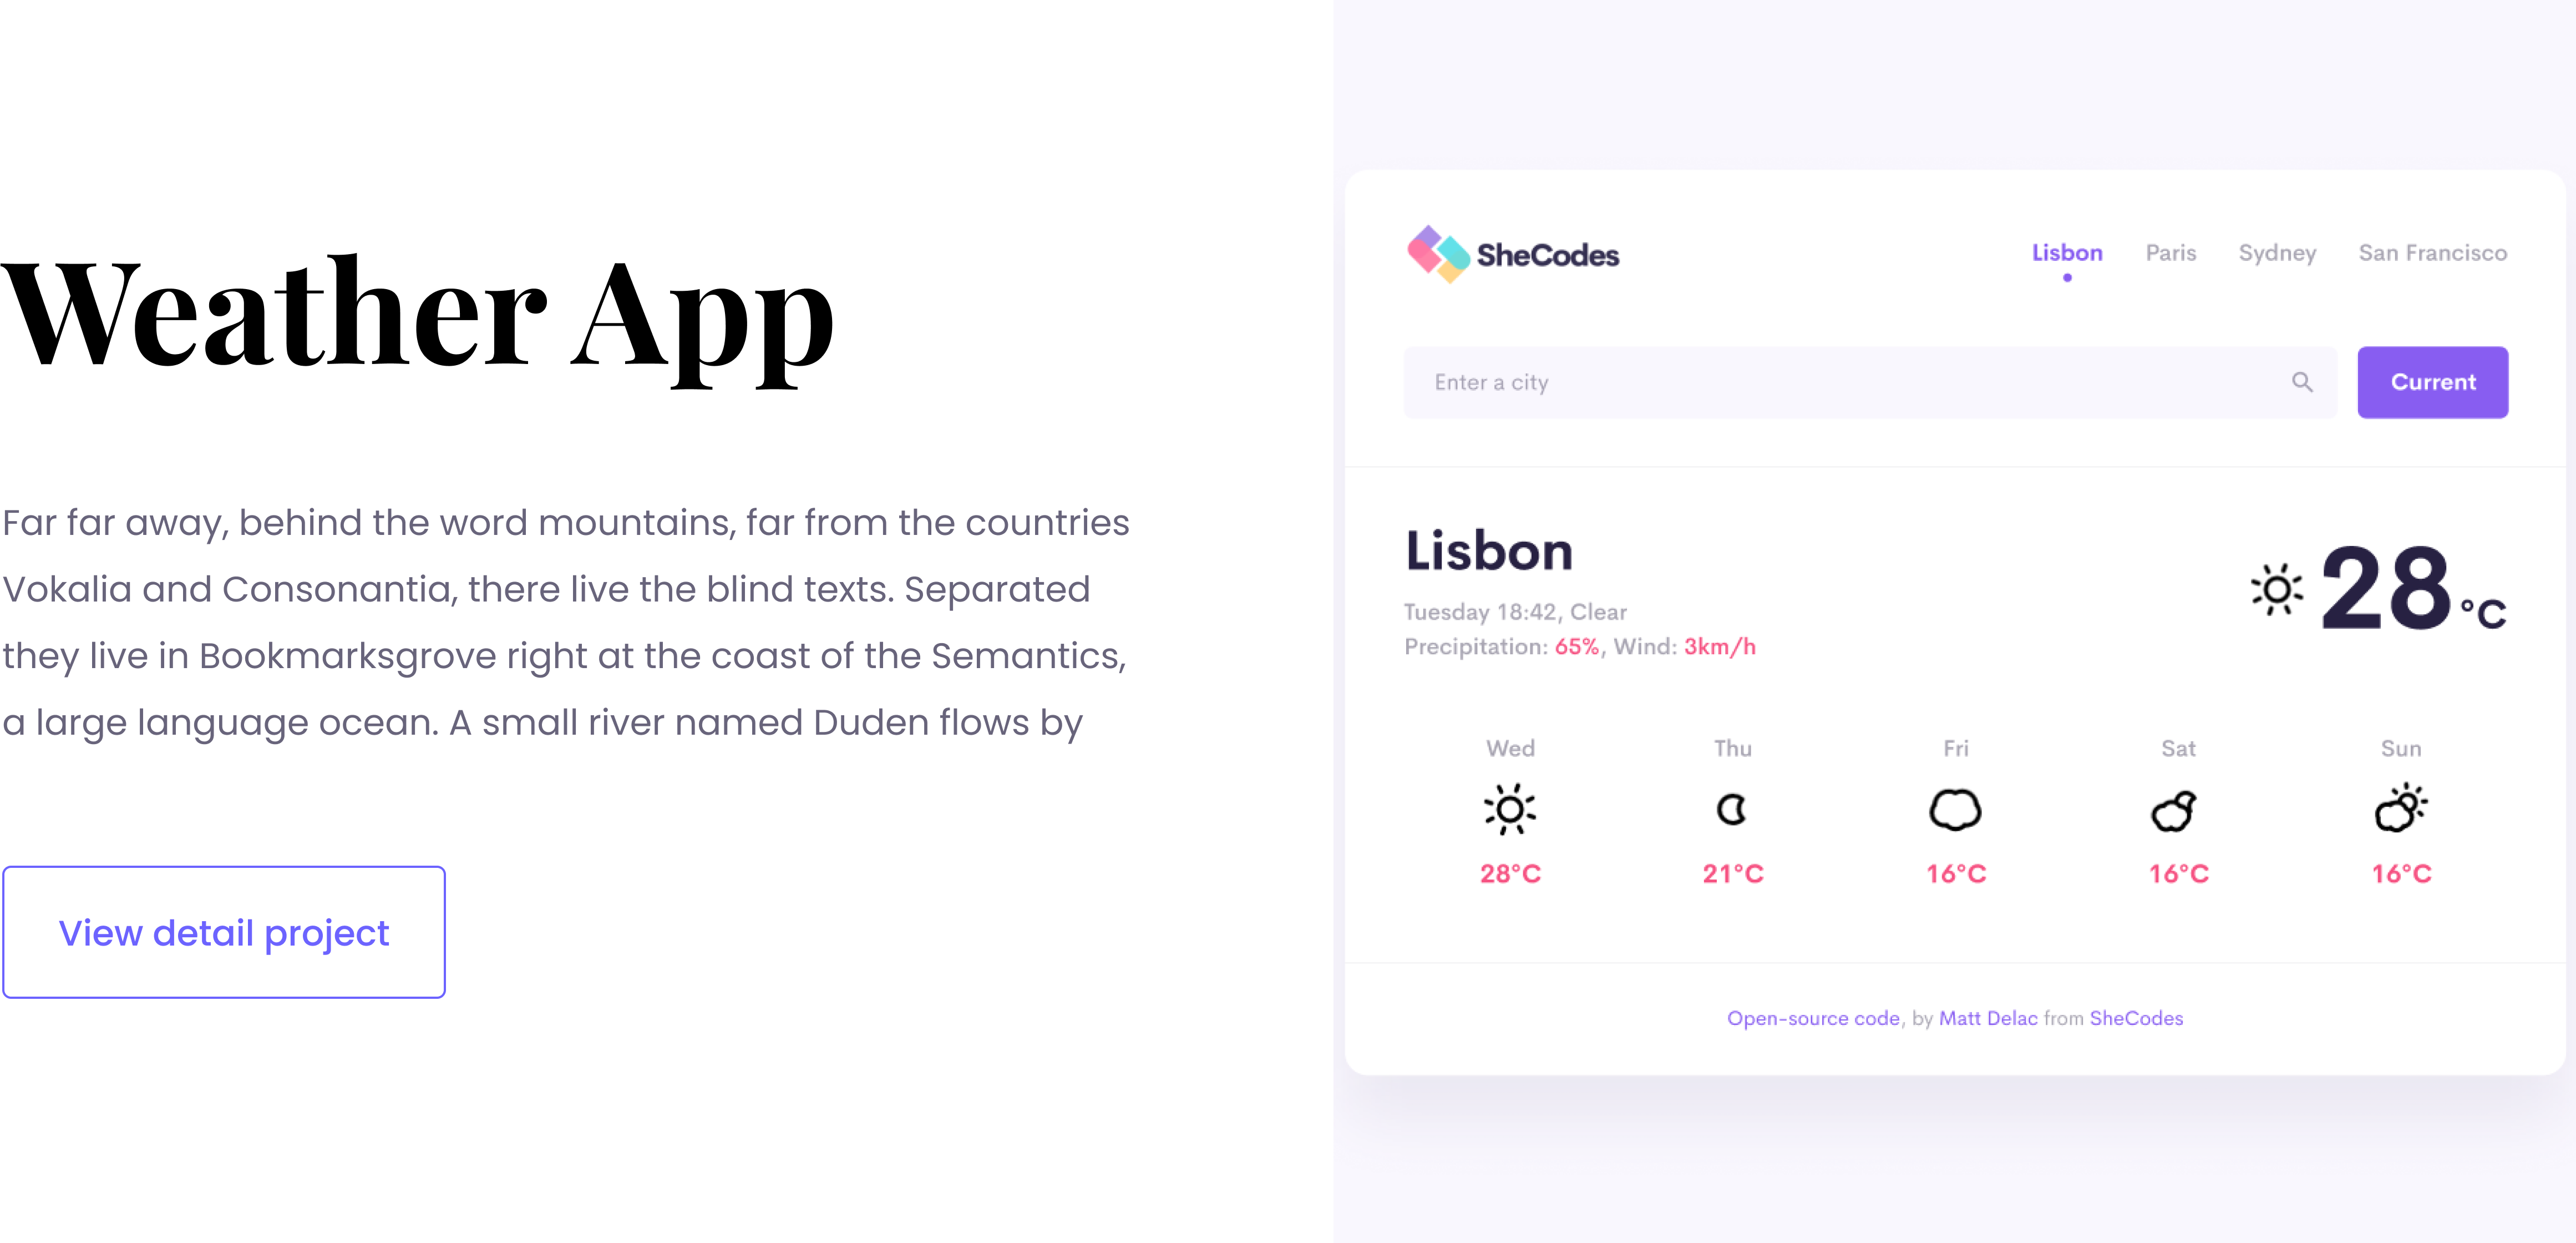 Weather App
Far far away, behind the word mountains, far from the countries
Vokalia and Consonantia, there live the blind texts. Separated
they live in Bookmarksgrove right at the coast of the Semantics,
a large language ocean. A small river named Duden flows by
View detail project
SheCodes
Lisbon Paris Sydney San Francisco
Enter a city
Current
Lisbon
28 °C
Tuesday 18:42, Clear
Precipitation: 65%, Wind: 3km/h
Wed Thu Fri Sat Sun
28°C 21°C 16°C 16°C 16°C
Open-source code, by Matt Delac from SheCodes